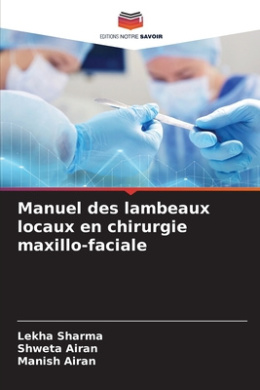 EDITIONS NOTRE SAVOIR
Manuel des lambeaux
locaux en chirurgie
maxillo-faciale
Lekha Sharma
Shweta Airan
Manish Airan